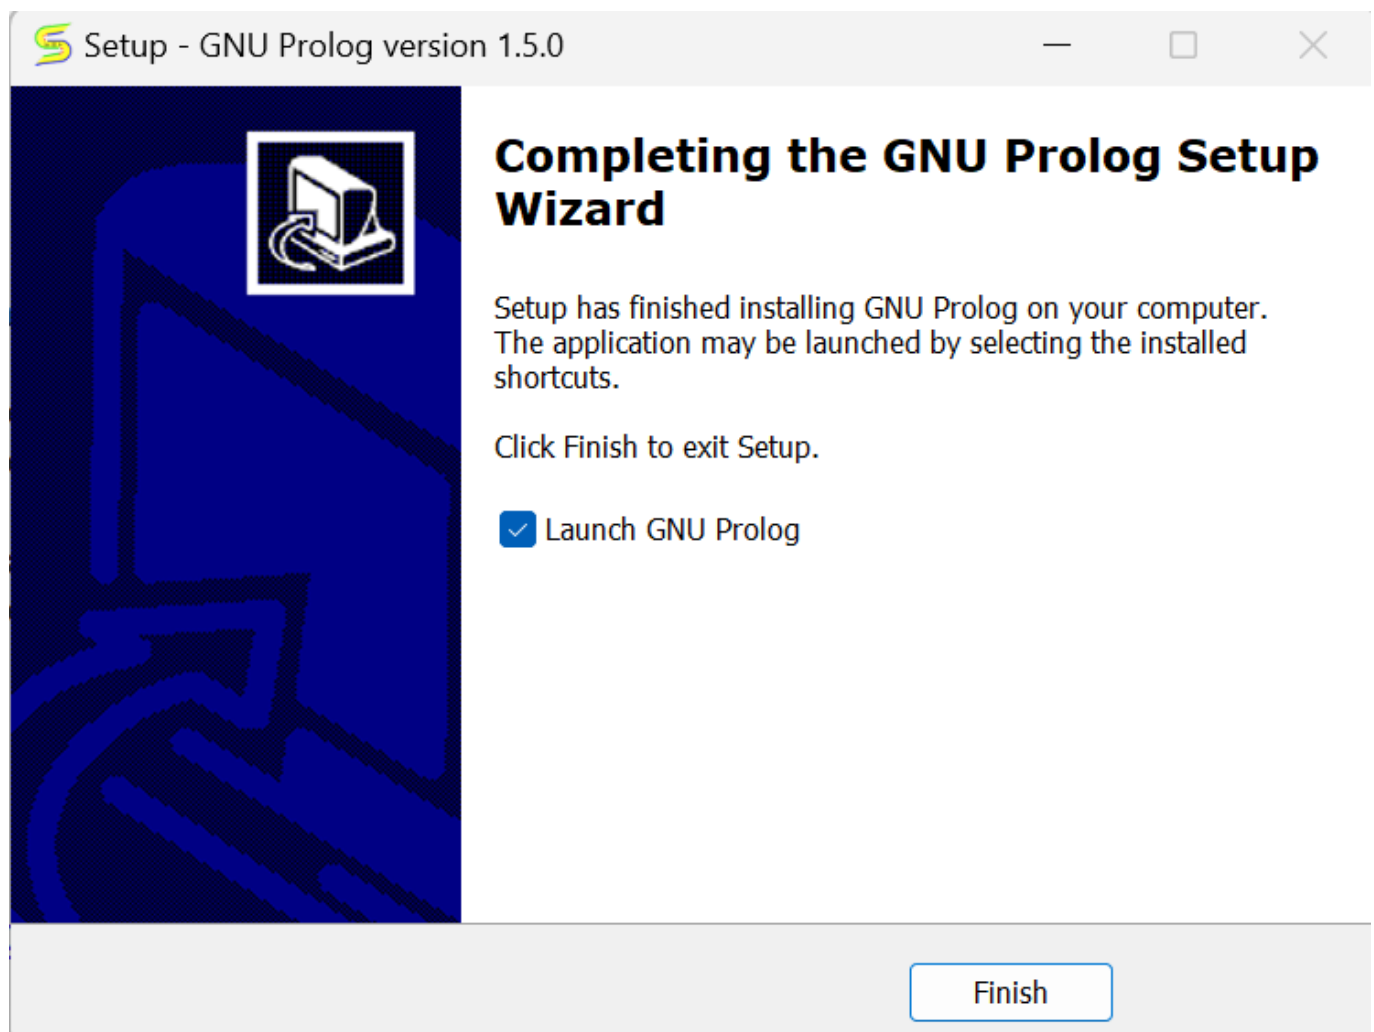 Setup - GNU Prolog version 1.5.0
Completing the GNU Prolog Setup
Wizard
Setup has finished installing GNU Prolog on your computer.
The application may be launched by selecting the installed
shortcuts.
Click Finish to exit Setup.
Launch GNU Prolog
Finish